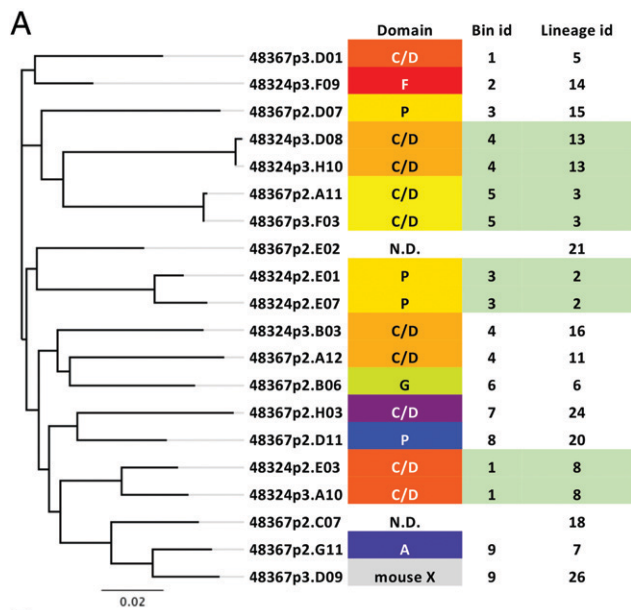 A
Domain Bin id Lineage id
48367p3.D01 C/D 1 5
48324p3.F09 F 2 14
48367p2.D07 P 3 15
48324p3.D08 C/D 4 13
48324p3.H10 C/D 4 13
48367p2.A11 C/D 5 3
48367p3.F03 C/D 5 3
48367p2.E02 N.D. 21
48324p2.E01 P 3 2
48324p2.E07 P 3 2
48324p3.B03 C/D 4 16
48367p2.A12 C/D 4 11
48367p2.B06 G 6 6
48367p2.H03 C/D 7 24
48367p2.D11 P 8 20
48324p2.E03 C/D 1 8
48324p3.A10 C/D 1 8
48367p2.C07 N.D. 18
48367p2.G11 A 9 7
48367p3.D09 mouse X 9 26
0.02